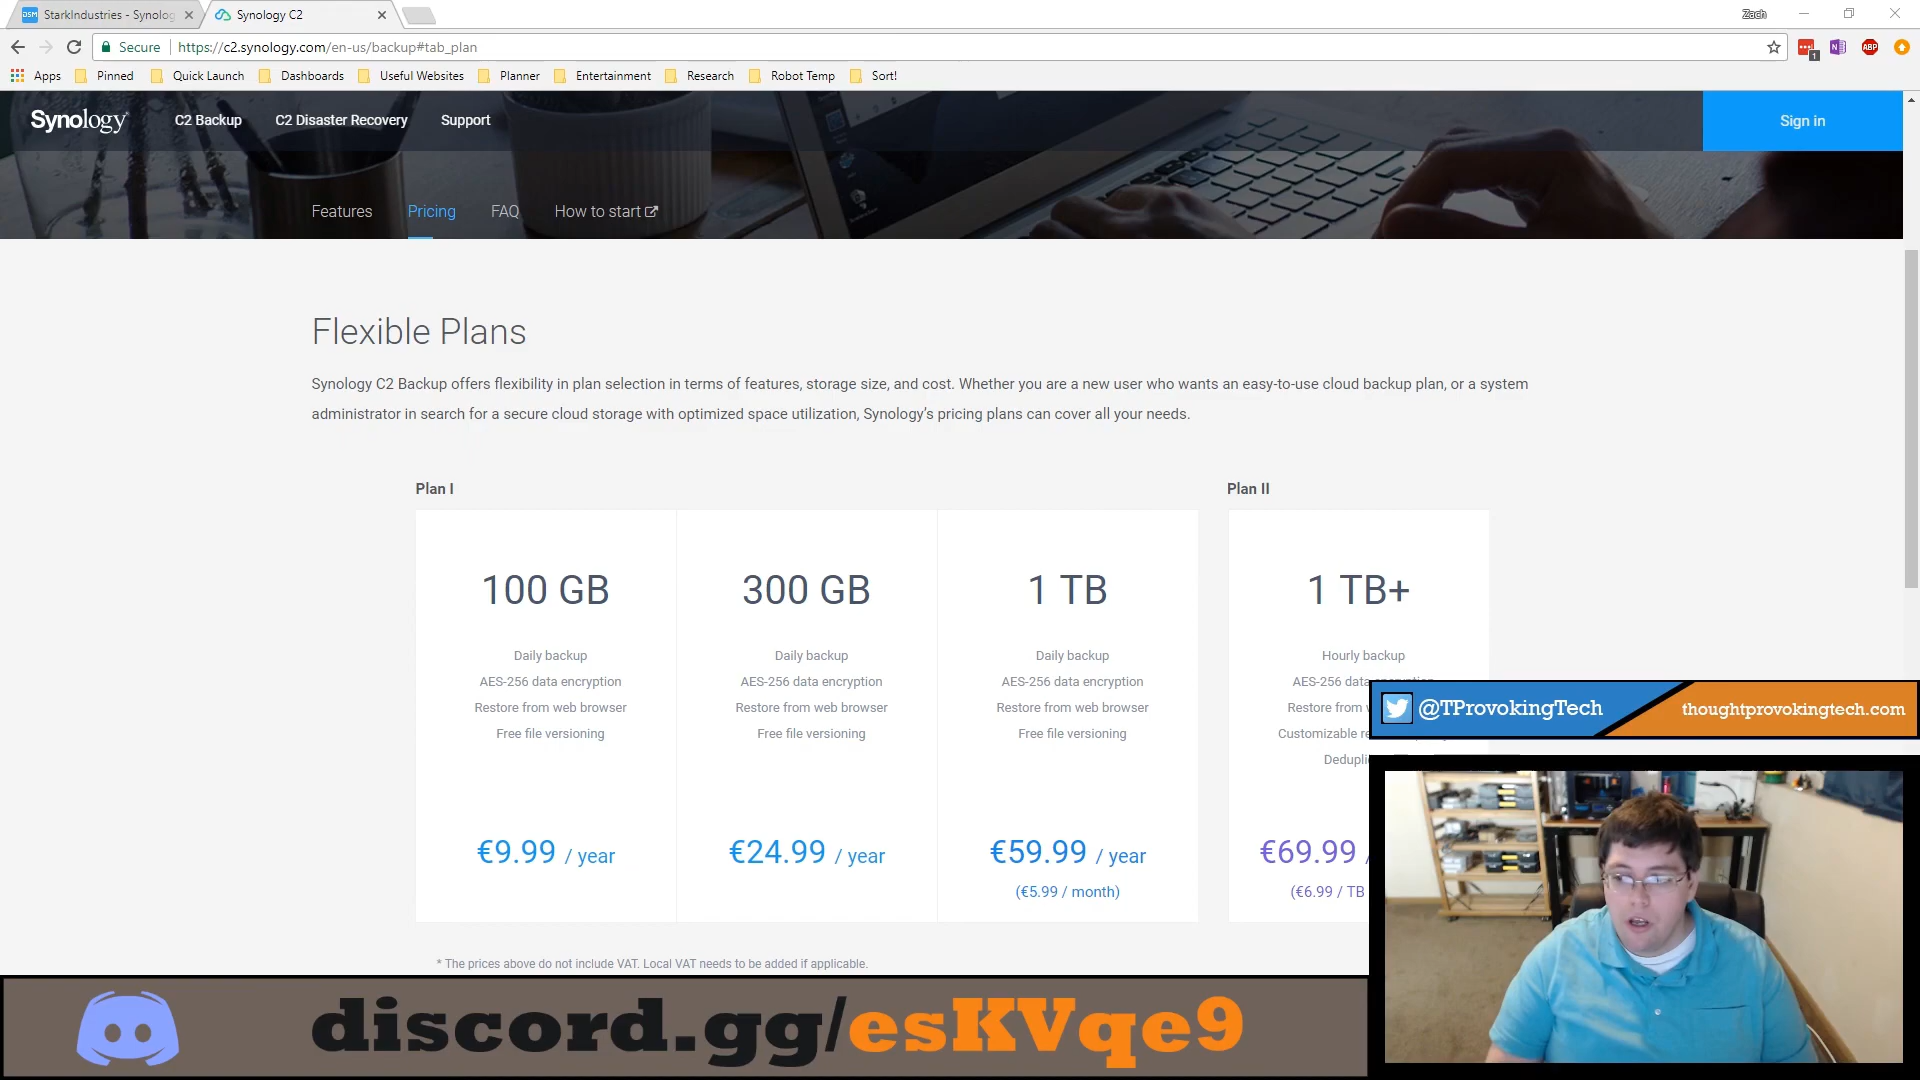 StarkIndustries - Synolog
Synology C2
Zach
Secure
https://c2.synology.com/en-us/backup#tab_plan
1
ABP
Apps
Pinned
Quick Launch
Dashboards
Useful Websites
Planner
Entertainment
Research
Robot Temp
Sort!
Synology
C2 Backup
C2 Disaster Recovery
Support
Sign in
Features
Pricing
FAQ
How to start
Flexible Plans
Synology C2 Backup offers flexibility in plan selection in terms of features, storage size, and cost. Whether you are a new user who wants an easy-to-use cloud backup plan, or a system
administrator in search for a secure cloud storage with optimized space utilization, Synology's pricing plans can cover all your needs.
Plan I
100 GB
Daily backup
AES-256 data encryption
Restore from web browser
Free file versioning
€9.99 / year
300 GB
Daily backup
AES-256 data encryption
Restore from web browser
Free file versioning
€24.99 / year
1 TB
Daily backup
AES-256 data encryption
Restore from web browser
Free file versioning
€59.99 / year
(€5.99 / month)
Plan II
1 TB+
Hourly backup
AES-256 data
Restore from
Customizable
€69.99 /
(€6.99 / TB
* The prices above do not include VAT. Local VAT needs to be added if applicable.
@TProvokingTech
thoughtprovokingtech.com
discord.gg/esKVqe9